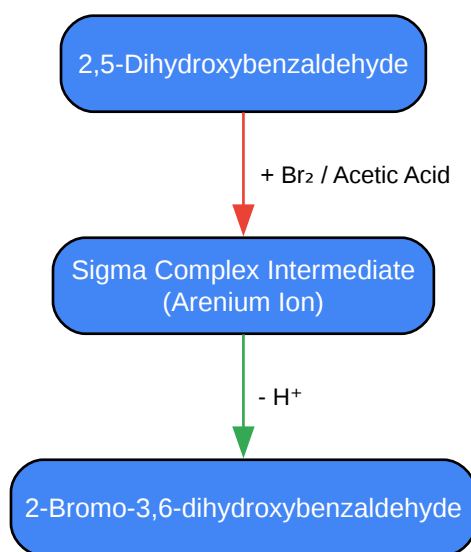 2,5-Dihydroxybenzaldehyde
+ Br₂ / Acetic Acid
Sigma Complex Intermediate
(Arenium Ion)
- H⁺
2-Bromo-3,6-dihydroxybenzaldehyde